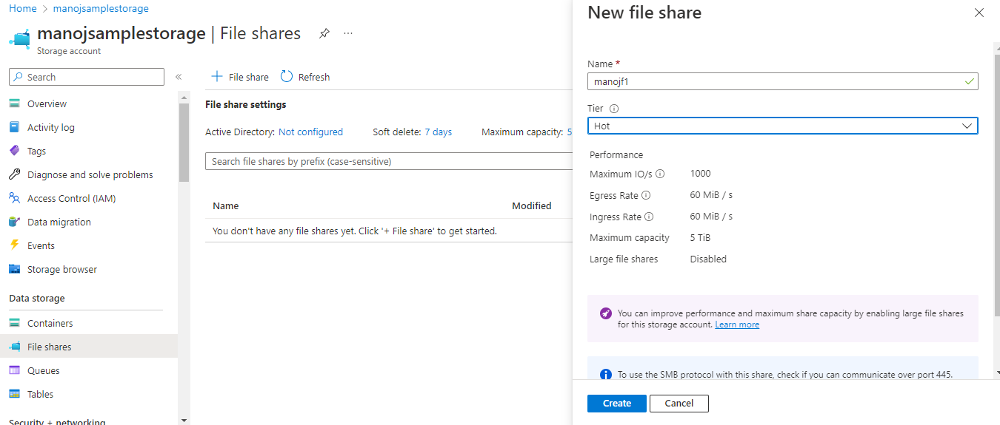 Home > manojsamplestorage
manojsamplestorage | File shares
Storage account
Search
Overview
Activity log
Tags
Diagnose and solve problems
Access Control (IAM)
Data migration
Events
Storage browser
Data storage
Containers
File shares
Queues
Tables
Security + networking
File share
Refresh
File share settings
Active Directory: Not configured Soft delete: 7 days Maximum capacity: 5
Search file shares by prefix (case-sensitive)
Name Modified
You don't have any file shares yet. Click '+ File share' to get started.
New file share
Name *
manojf1
Tier
Hot
Performance
Maximum IO/s 1000
Egress Rate 60 MiB / s
Ingress Rate 60 MiB / s
Maximum capacity 5 TiB
Large file shares Disabled
You can improve performance and maximum share capacity by enabling large file shares
for this storage account. Learn more
To use the SMB protocol with this share, check if you can communicate over port 445.
Create Cancel